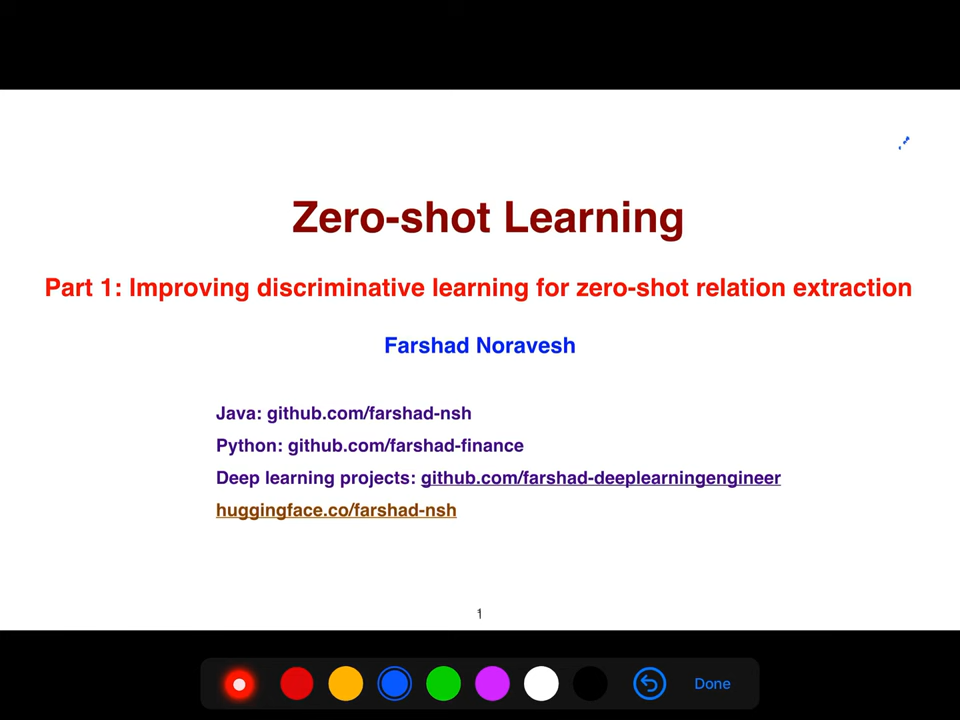 Zero-shot Learning
Part 1: Improving discriminative learning for zero-shot relation extraction
Farshad Noravesh
Java: github.com/farshad-nsh
Python: github.com/farshad-finance
Deep learning projects: github.com/farshad-deeplearningengineer
huggingface.co/farshad-nsh
1
Done